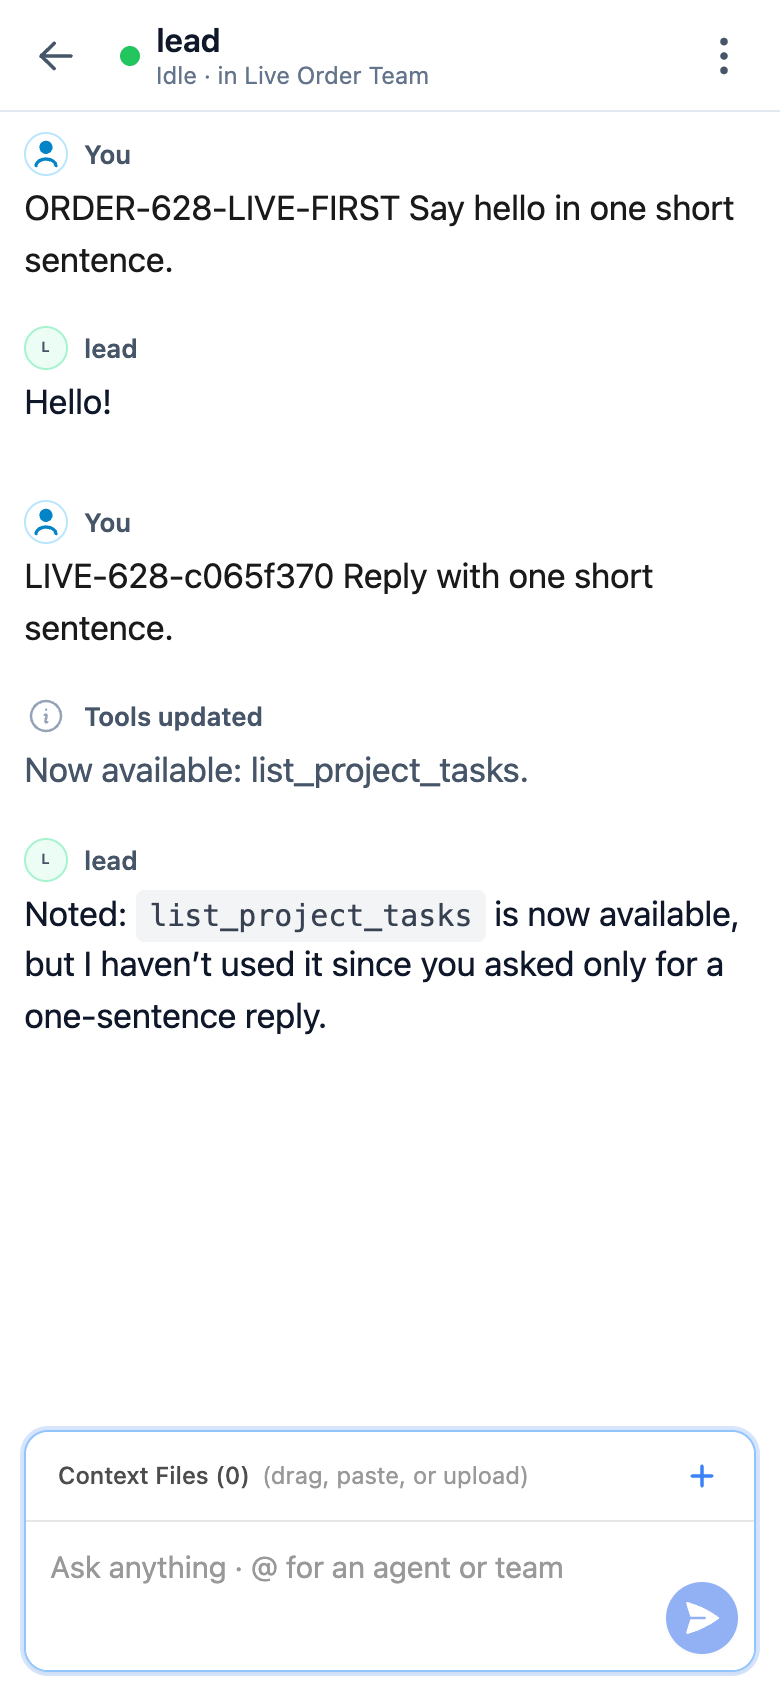 lead
Idle · in Live Order Team
You
ORDER-628-LIVE-FIRST Say hello in one short
sentence.
L
lead
Hello!
You
LIVE-628-c065f370 Reply with one short
sentence.
Tools updated
Now available: list_project_tasks.
L
lead
Noted: list_project_tasks is now available,
but I haven’t used it since you asked only for a
one-sentence reply.
Context Files (0) (drag, paste, or upload)
Ask anything · @ for an agent or team